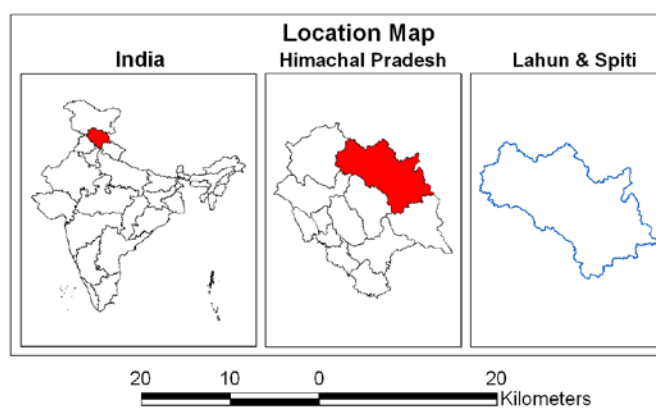 Location Map
India
Himachal Pradesh
Lahun & Spiti
20 10 0 20
Kilometers